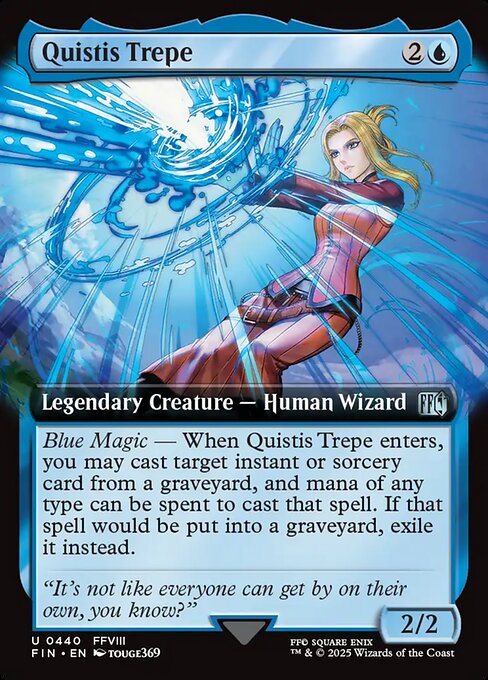 Quistis Trepe 2
Legendary Creature — Human Wizard FF
Blue Magic — When Quistis Trepe enters,
you may cast target instant or sorcery
card from a graveyard, and mana of any
type can be spent to cast that spell. If that
spell would be put into a graveyard, exile
it instead.
“It’s not like everyone can get by on their
own, you know?”
2/2
U 0440 FFVIII
FIN • EN TOUGE369
FF© SQUARE ENIX
™ & © 2025 Wizards of the Coast